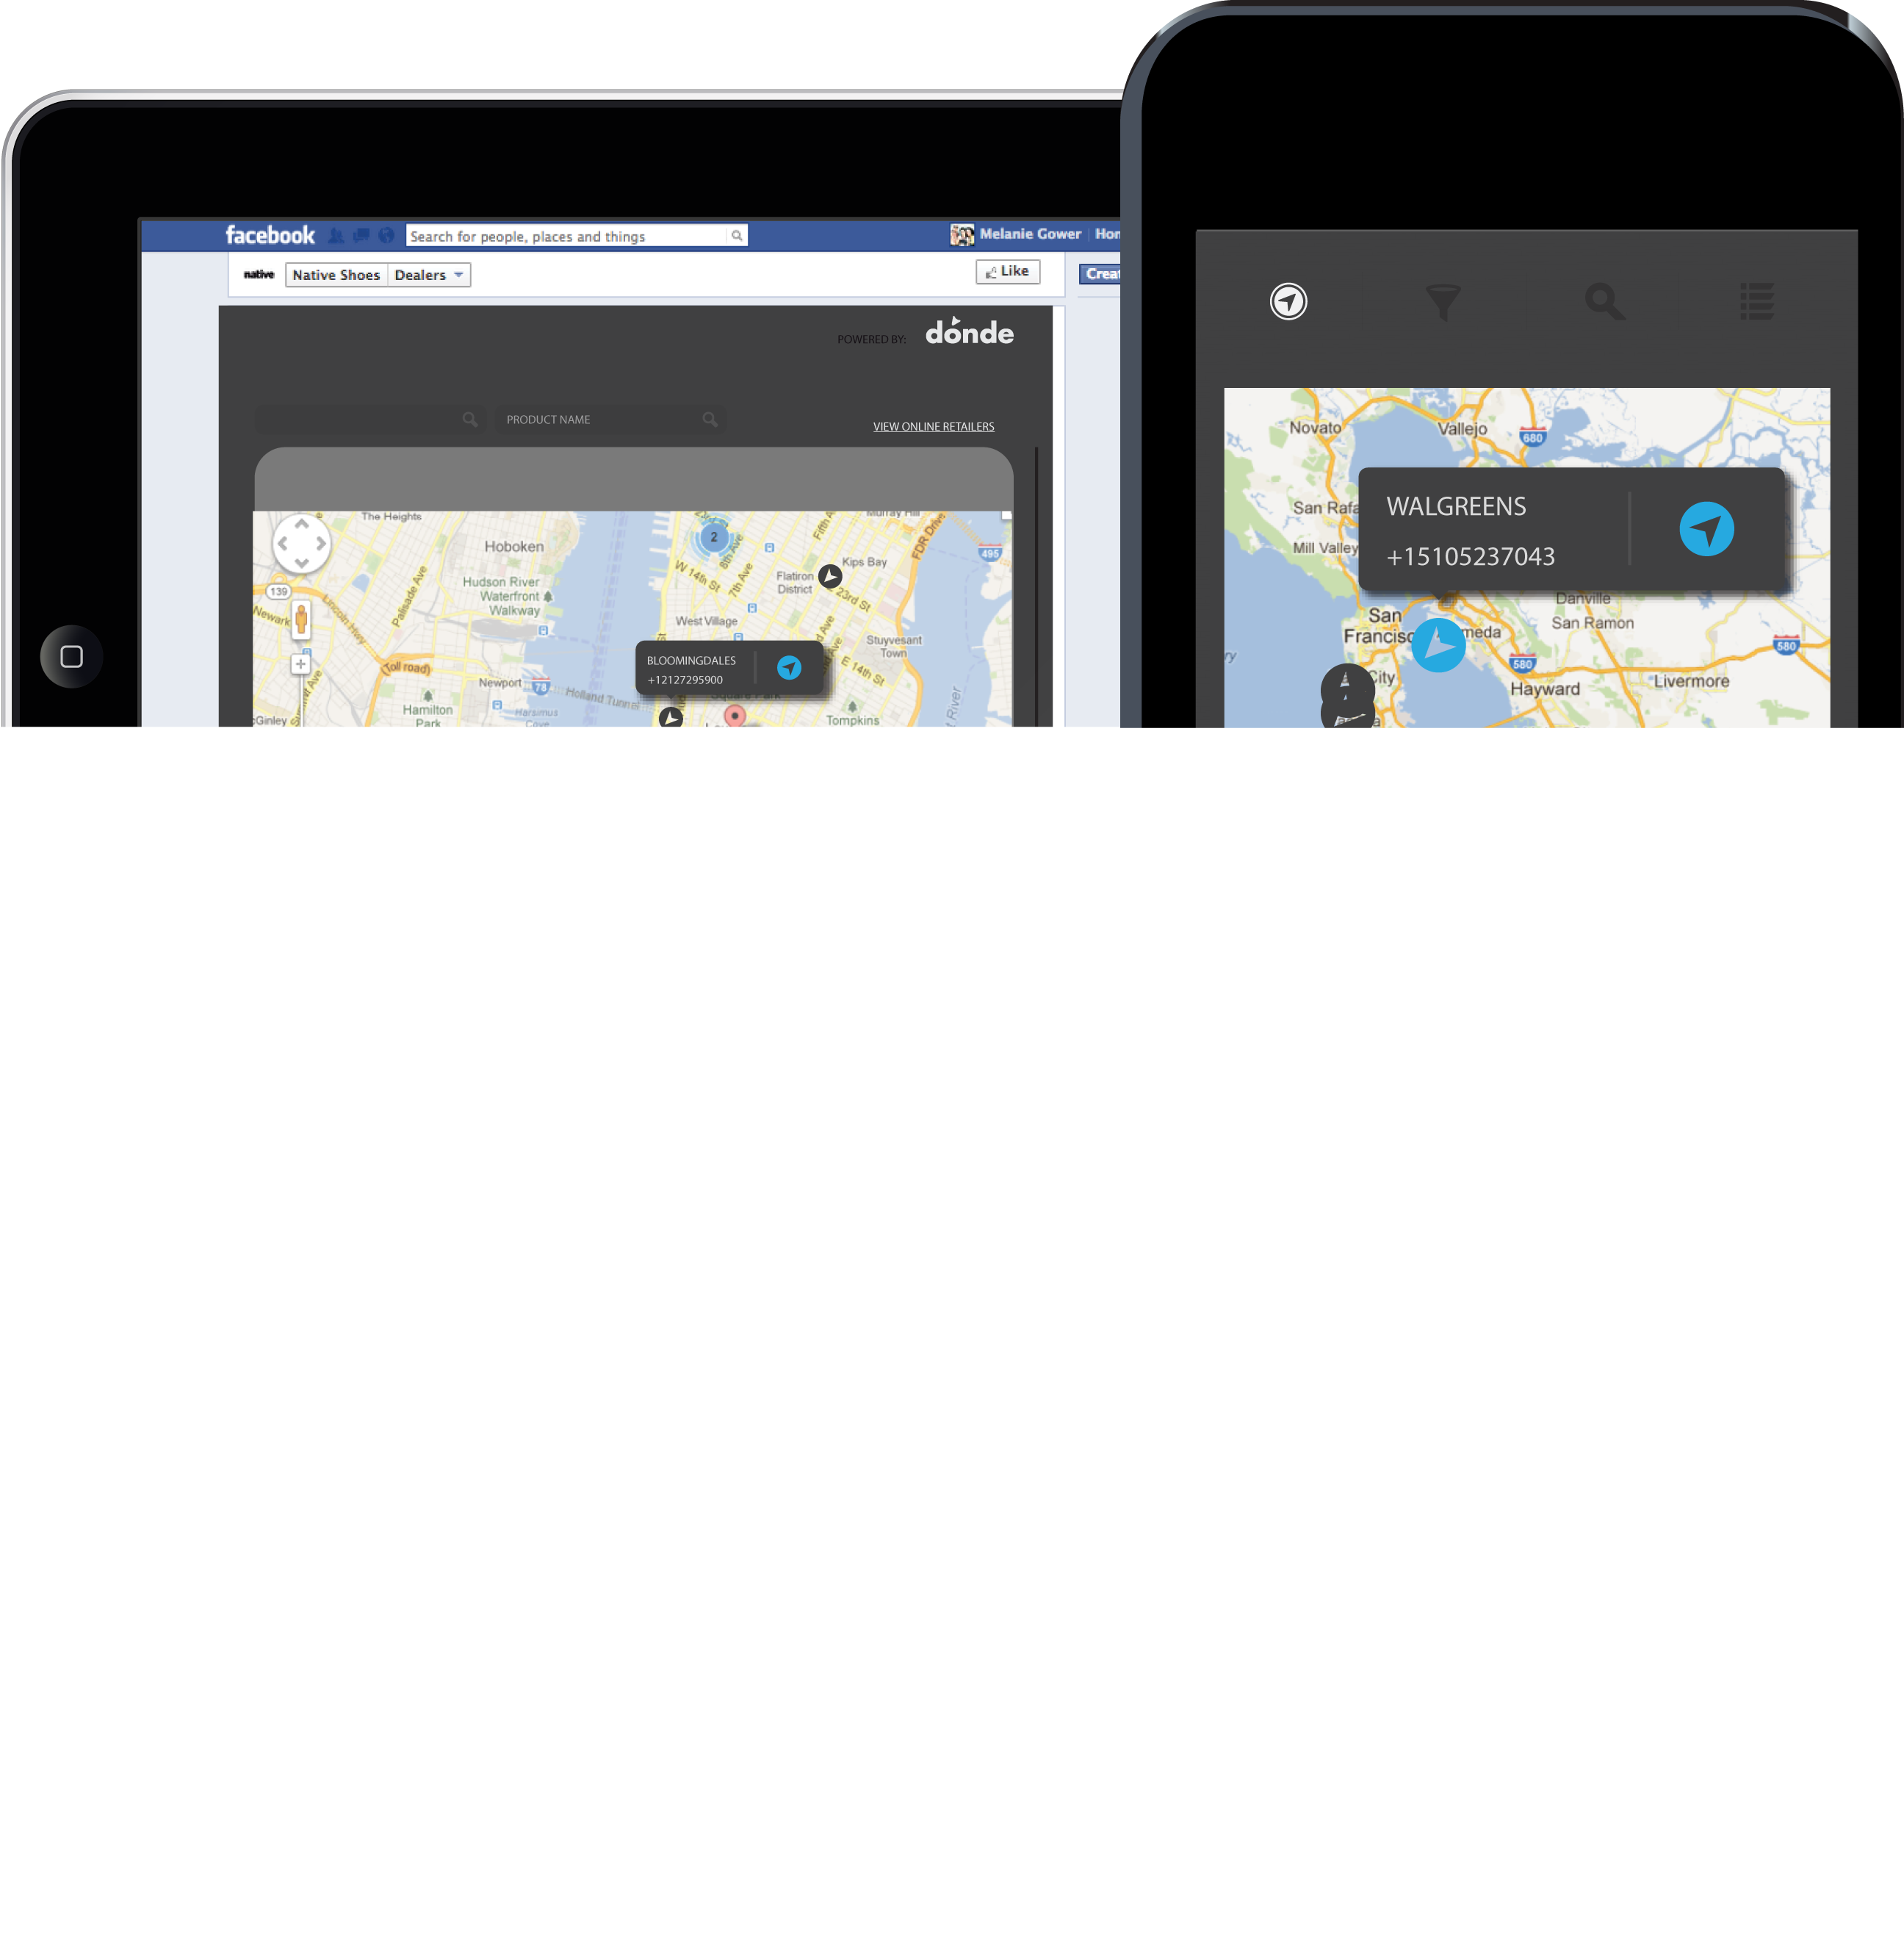 facebook
Search for people, places and things
Melanie Gower
native
Native Shoes
Dealers
Like
POWERED BY:
dónde
PRODUCT NAME
VIEW ONLINE RETAILERS
The Heights
Hoboken
Hudson River
Waterfront
Walkway
139
Newark
Lincoln Hwy
Palisade Ave
(Toll road)
Newport
78
Holland Tunnel
Hamilton
Park
Harsimus
Cove
McGinley
2
8th Ave
W 14th St
7th Ave
Fifth A
Murray Hill
FDR Drive
495
Kips Bay
Flatiron
District
E 23rd St
West Village
Stuyvesant
Town
E 14th St
BLOOMINGDALES
+12127295900
Tompkins
River
Novato
Vallejo
680
San Rafa
Mill Valley
WALGREENS
+15105237043
Danville
San
Francisc
meda
San Ramon
580
580
City
Hayward
Livermore